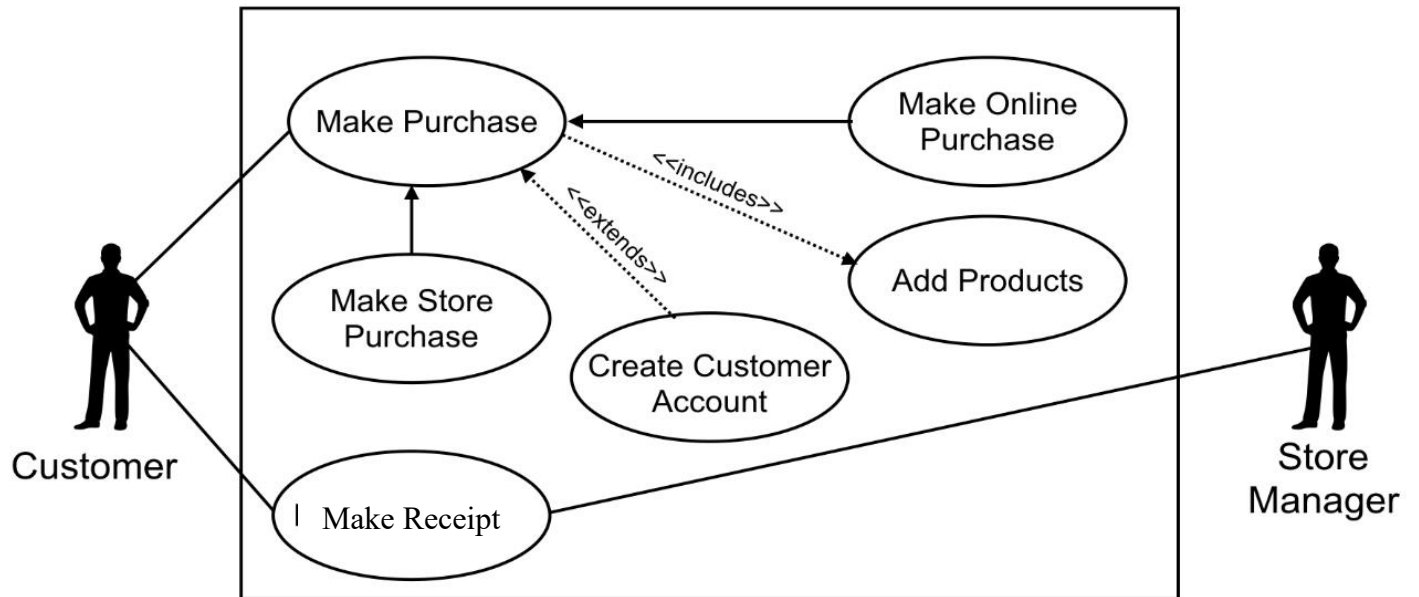 Make Purchase
Make Online
Purchase
<<includes>>
<<extends>>
Add Products
Make Store
Purchase
Create Customer
Account
Customer
Store
Manager
Make Receipt